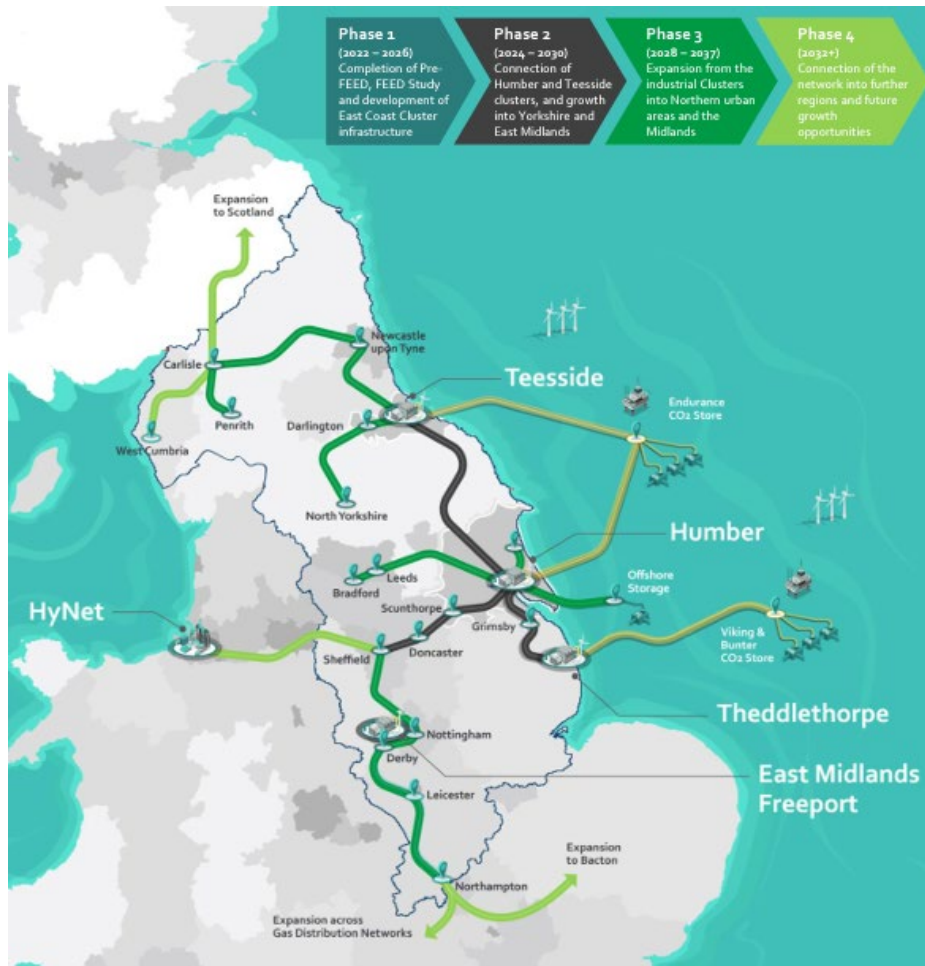 Phase 1
(2022 – 2026)
Completion of Pre-
FEED, FEED Study
and development of
East Coast Cluster
infrastructure
Phase 2
(2024 – 2030)
Connection of
Humber and Teesside
clusters, and growth
into Yorkshire and
East Midlands
Phase 3
(2028 – 2037)
Expansion from the
industrial Clusters
into Northern urban
areas and the
Midlands
Phase 4
(2032+)
Connection of the
network into further
regions and future
growth
opportunities
Expansion
to Scotland
Newcastle
upon Tyne
Carlisle
Teesside
Penrith
Darlington
Endurance
CO2 Store
West Cumbria
North Yorkshire
Humber
Leeds
Bradford
Offshore
Storage
Scunthorpe
HyNet
Grimsby
Doncaster
Sheffield
Viking &
Bunter
CO2 Store
Theddlethorpe
Nottingham
Derby
East Midlands
Freeport
Leicester
Expansion
to Bacton
Northampton
Expansion across
Gas Distribution Networks